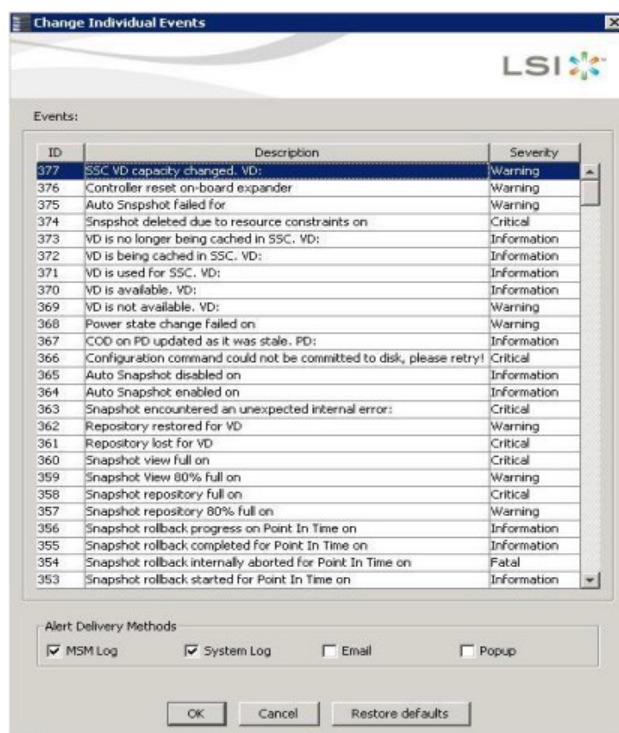 Change Individual Events
LSI
Events:
ID Description Severity
377 SSC VD capacity changed. VD: Warning
376 Controller reset on-board expander Warning
375 Auto Snspshot failed for Warning
374 Snspshot deleted due to resource constraints on Critical
373 VD is no longer being cached in SSC. VD: Information
372 VD is being cached in SSC. VD: Information
371 VD is used for SSC. VD: Information
370 VD is available. VD: Information
369 VD is not available. VD: Warning
368 Power state change failed on Warning
367 COD on PD updated as it was stale. PD: Information
366 Configuration command could not be committed to disk, please retry! Critical
365 Auto Snapshot disabled on Information
364 Auto Snapshot enabled on Information
363 Snapshot encountered an unexpected internal error: Critical
362 Repository restored for VD Warning
361 Repository lost for VD Critical
360 Snapshot view full on Critical
359 Snapshot View 80% full on Warning
358 Snapshot repository full on Critical
357 Snapshot repository 80% full on Warning
356 Snapshot rollback progress on Point In Time on Information
355 Snapshot rollback completed for Point In Time on Information
354 Snapshot rollback internally aborted for Point In Time on Fatal
353 Snapshot rollback started for Point In Time on Information
Alert Delivery Methods
MSM Log System Log Email Popup
OK Cancel Restore defaults